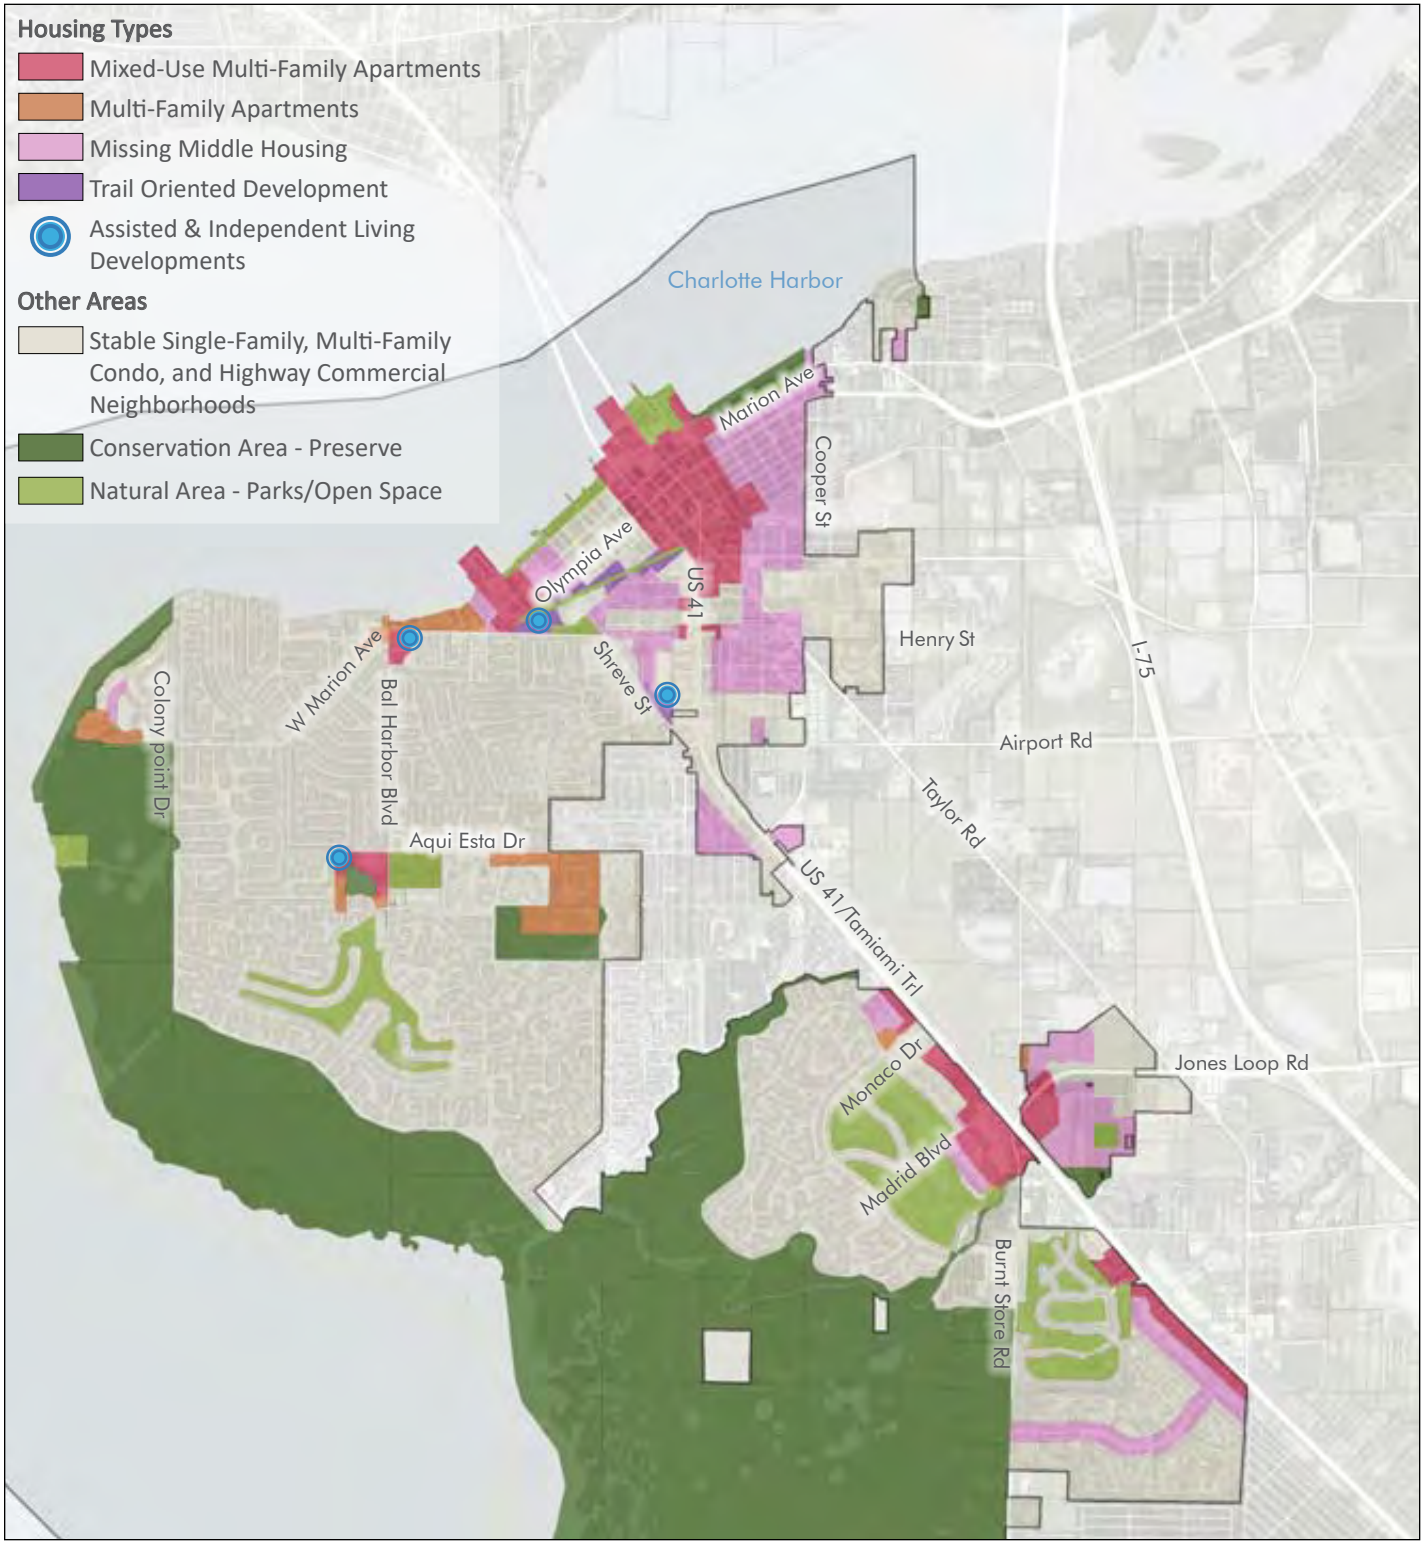 Housing Types
Mixed-Use Multi-Family Apartments
Multi-Family Apartments
Missing Middle Housing
Trail Oriented Development
Assisted & Independent Living
Developments
Other Areas
Stable Single-Family, Multi-Family
Condo, and Highway Commercial
Neighborhoods
Conservation Area - Preserve
Natural Area - Parks/Open Space
Charlotte Harbor
Marion Ave
Cooper St
Olympia Ave
US 41
Henry St
I-75
W Marion Ave
Shreve St
Colony point Dr
Bal Harbor Blvd
Airport Rd
Taylor Rd
Aqui Esta Dr
US 41/Tamiami Trl
Monaco Dr
Jones Loop Rd
Madrid Blvd
Burnt Store Rd